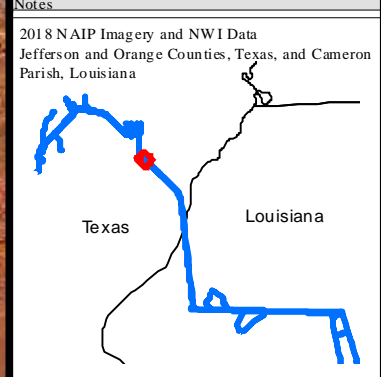 Notes
2018 NAIP Imagery and NWI Data
Jefferson and Orange Counties, Texas, and Cameron
Parish, Louisiana
Texas
Louisiana